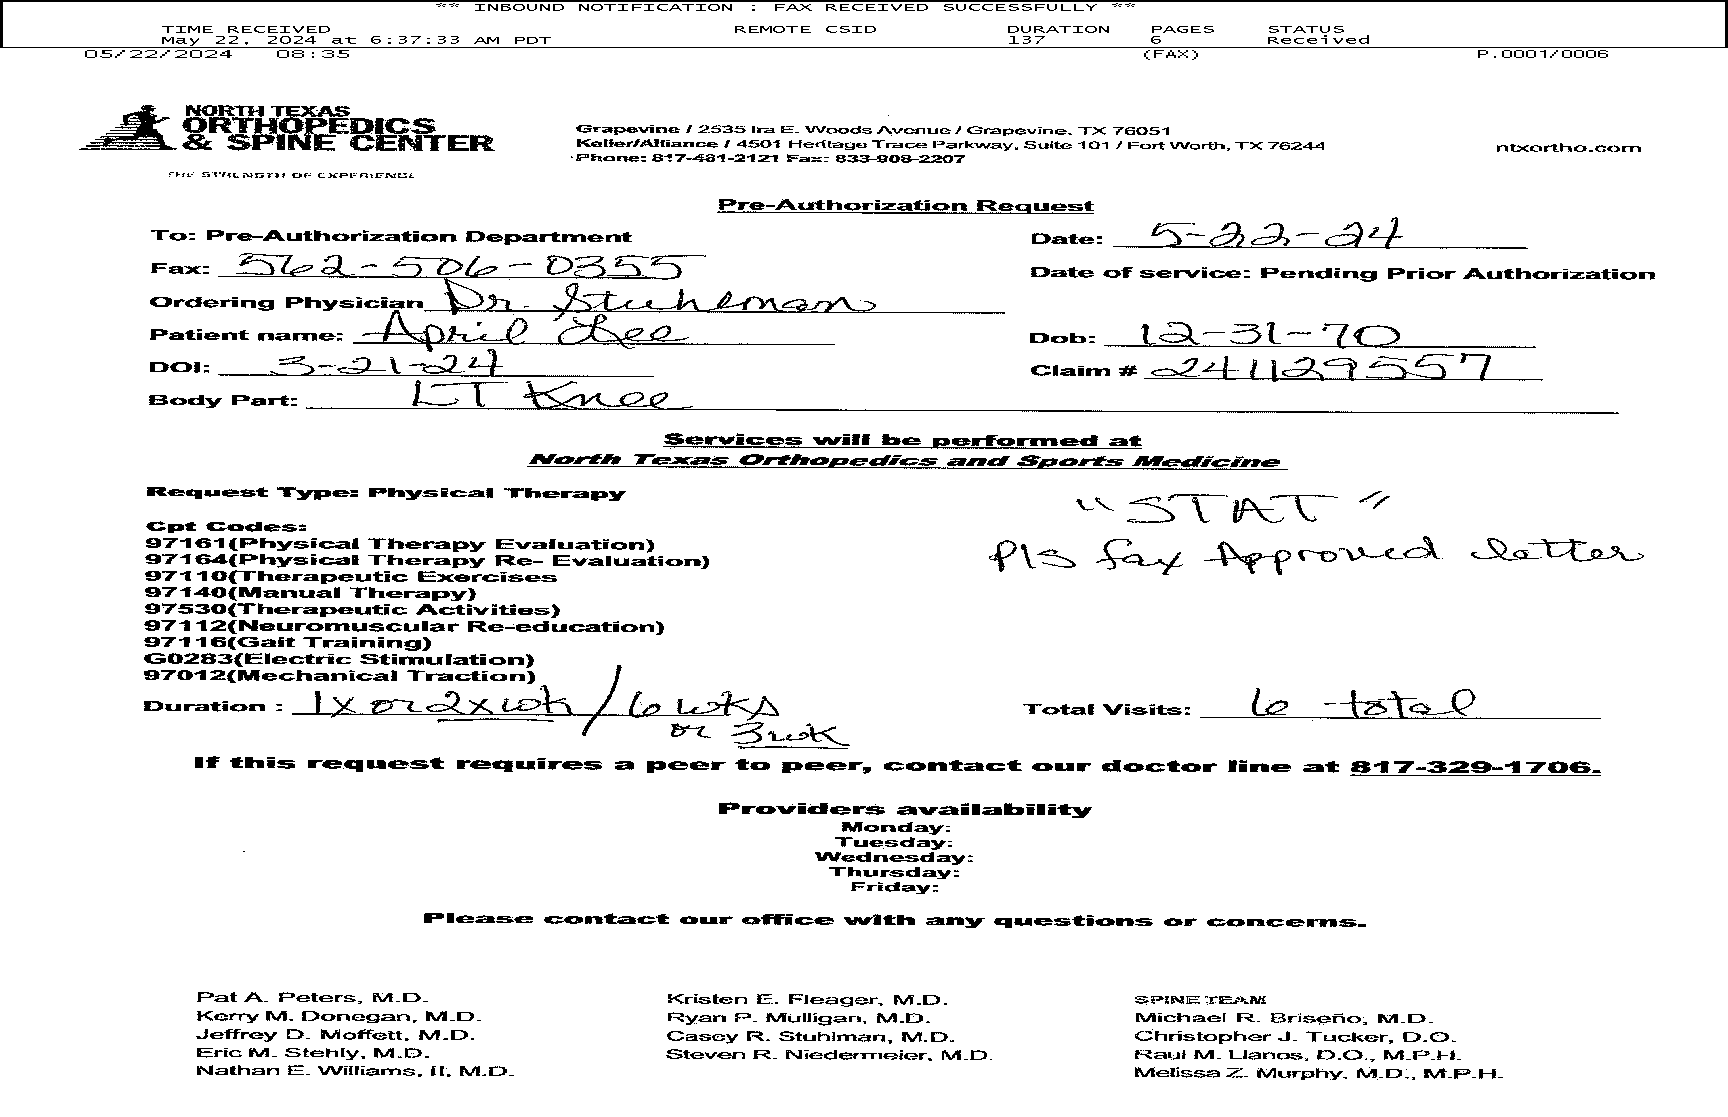 ** INBOUND NOTIFICATION : FAX RECEIVED SUCCESSFULLY **
TIME RECEIVED REMOTE CSID DURATION PAGES STATUS
May 22, 2024 at 6:37:33 AM PDT 137 6 Received
05/22/2024 08:35 (FAX) P.0001/0006
NORTH TEXAS
ORTHOPEDICS
& SPINE CENTER
THE STRENGTH OF EXPERIENCE
Grapevine / 2535 Ira E. Woods Avenue / Grapevine, TX 76051
Keller/Alliance / 4501 Heritage Trace Parkway, Suite 101 / Fort Worth, TX 76244
Phone: 817-481-2121 Fax: 833-908-2207
ntxortho.com
Pre-Authorization Request
To: Pre-Authorization Department Date: 5-22-24
Fax: 562-506-0355 Date of service: Pending Prior Authorization
Ordering Physician Dr. Stuhlman
Patient name: April Lee Dob: 12-31-70
DOI: 3-21-24 Claim # 241129557
Body Part: LT Knee
Services will be performed at
North Texas Orthopedics and Sports Medicine
Request Type: Physical Therapy
"STAT"
Pls fax Approved letter
Cpt Codes:
97161(Physical Therapy Evaluation)
97164(Physical Therapy Re- Evaluation)
97110(Therapeutic Exercises
97140(Manual Therapy)
97530(Therapeutic Activities)
97112(Neuromuscular Re-education)
97116(Gait Training)
G0283(Electric Stimulation)
97012(Mechanical Traction)
Duration : 1x or 2x wk / 6 wks Total Visits: 6 total
or 3wk
If this request requires a peer to peer, contact our doctor line at 817-329-1706.
Providers availability
Monday:
Tuesday:
Wednesday:
Thursday:
Friday:
Please contact our office with any questions or concerns.
Pat A. Peters, M.D. Kristen E. Fleager, M.D. SPINE TEAM
Kerry M. Donegan, M.D. Ryan P. Mulligan, M.D. Michael R. Briseño, M.D.
Jeffrey D. Moffett, M.D. Casey R. Stuhlman, M.D. Christopher J. Tucker, D.O.
Eric M. Stehly, M.D. Steven R. Niedermeier, M.D. Raul M. Llanos, D.O., M.P.H.
Nathan E. Williams, II, M.D. Melissa Z. Murphy, M.D., M.P.H.